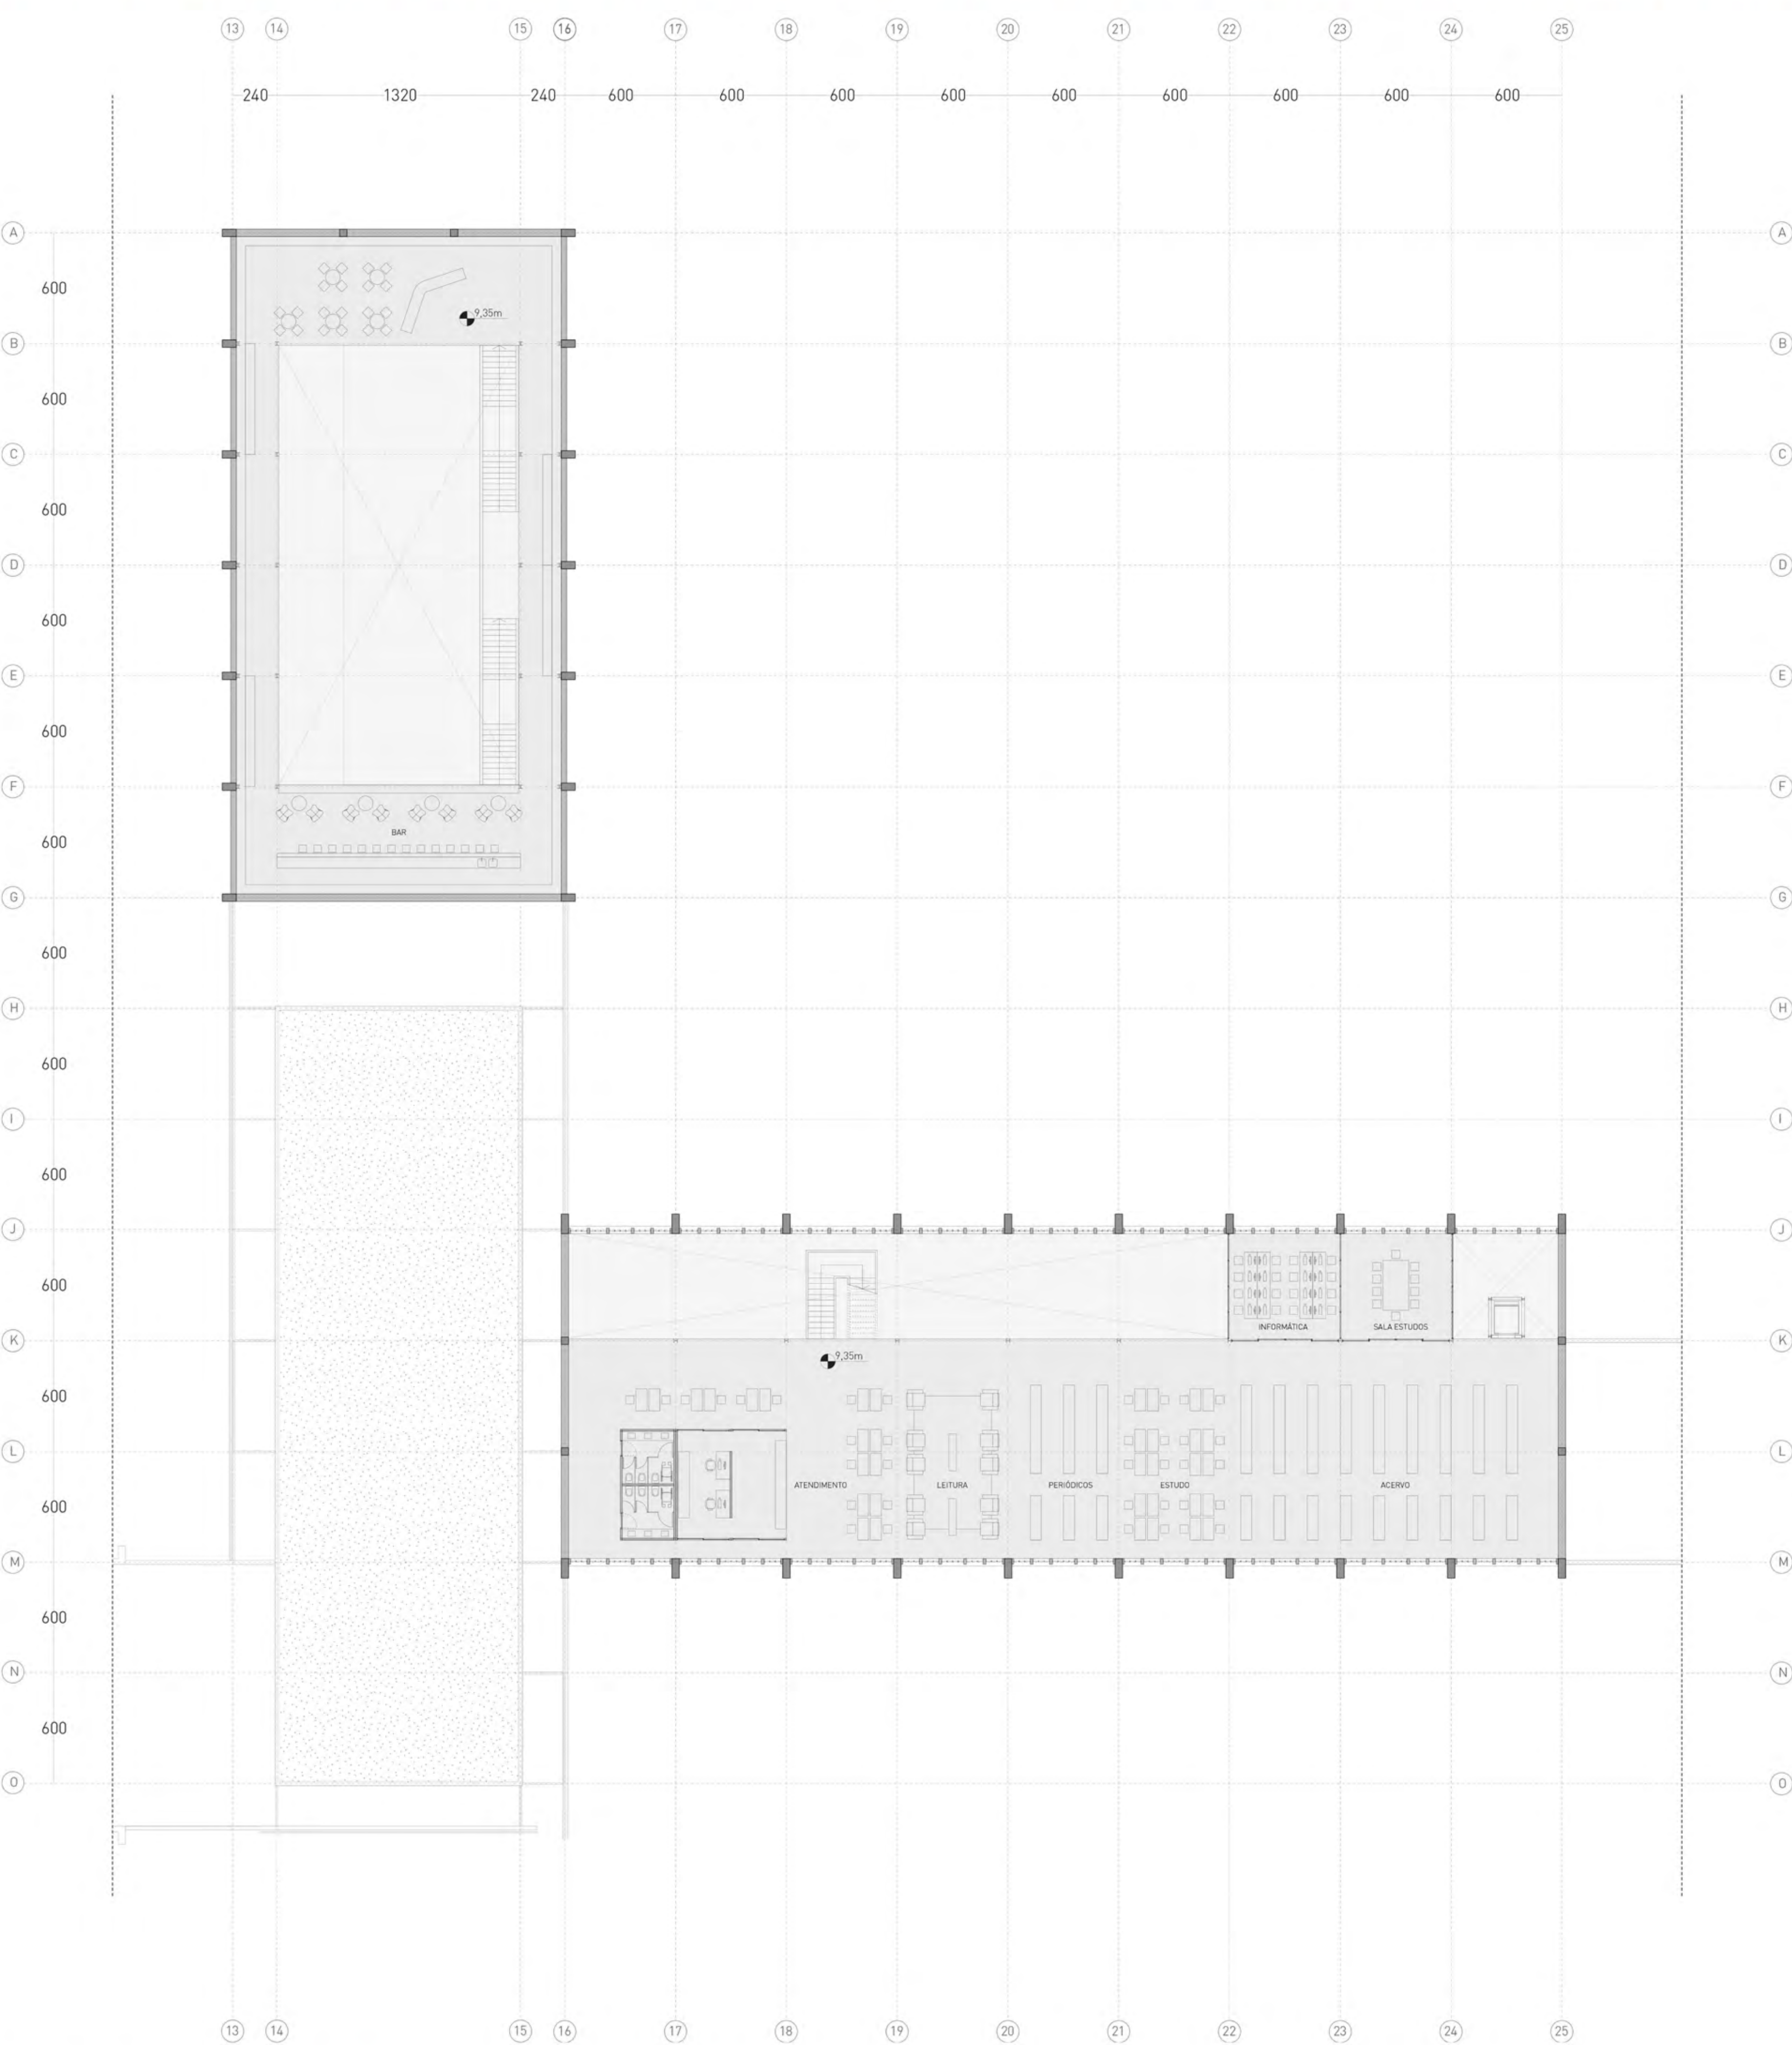 13 14 15 16 17 18 19 20 21 22 23 24 25
240 1320 240 600 600 600 600 600 600 600 600 600
A A
600
9,35m
B B
600
C C
600
D D
600
E E
600
F F
BAR
600
G G
600
H H
600
I I
600
J J
600
INFORMÁTICA SALA ESTUDOS
K K
9,35m
600
L L
ATENDIMENTO LEITURA PERIÓDICOS ESTUDO ACERVO
600
M M
600
N N
600
O O
13 14 15 16 17 18 19 20 21 22 23 24 25